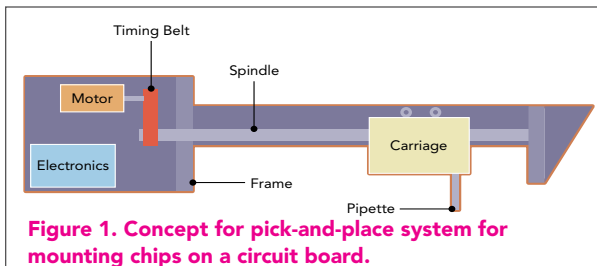 Timing Belt
Spindle
Motor
Carriage
Electronics
Frame
Pipette
Figure 1. Concept for pick-and-place system for
mounting chips on a circuit board.